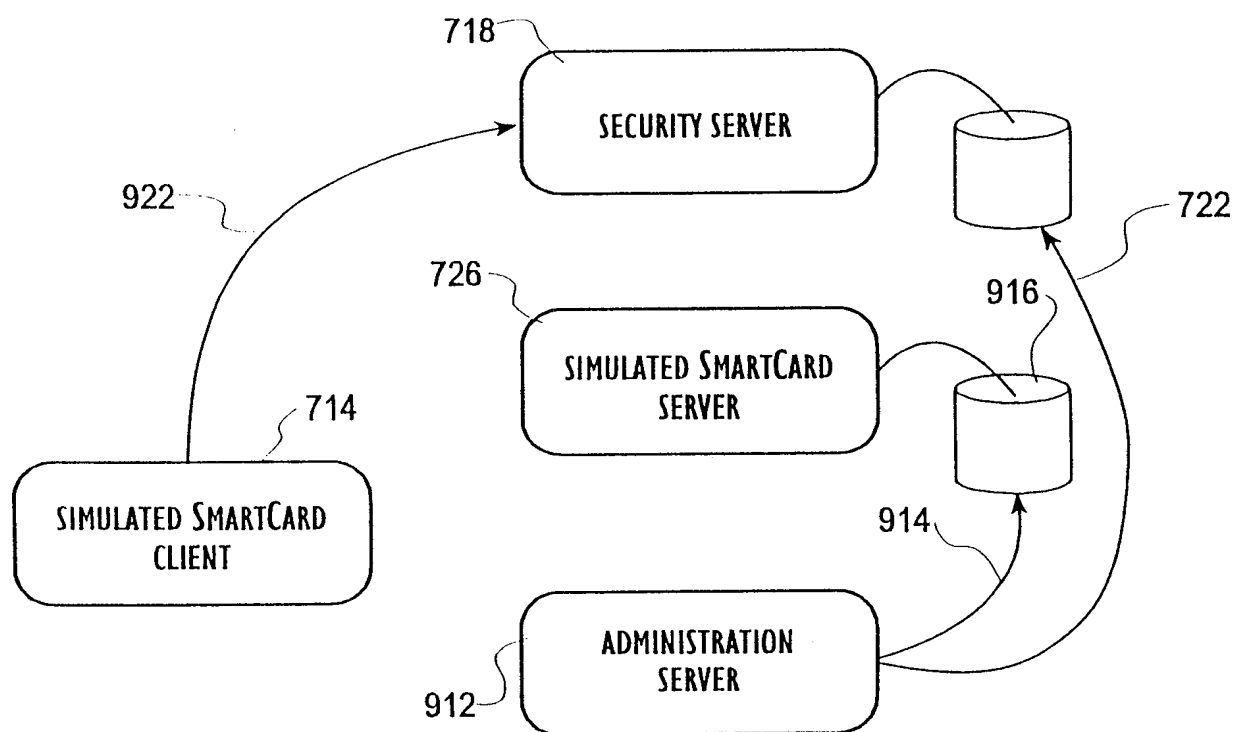 718
SECURITY SERVER
922
722
726
916
SIMULATED SMARTCARD
SERVER
714
SIMULATED SMARTCARD
CLIENT
914
ADMINISTRATION
SERVER
912